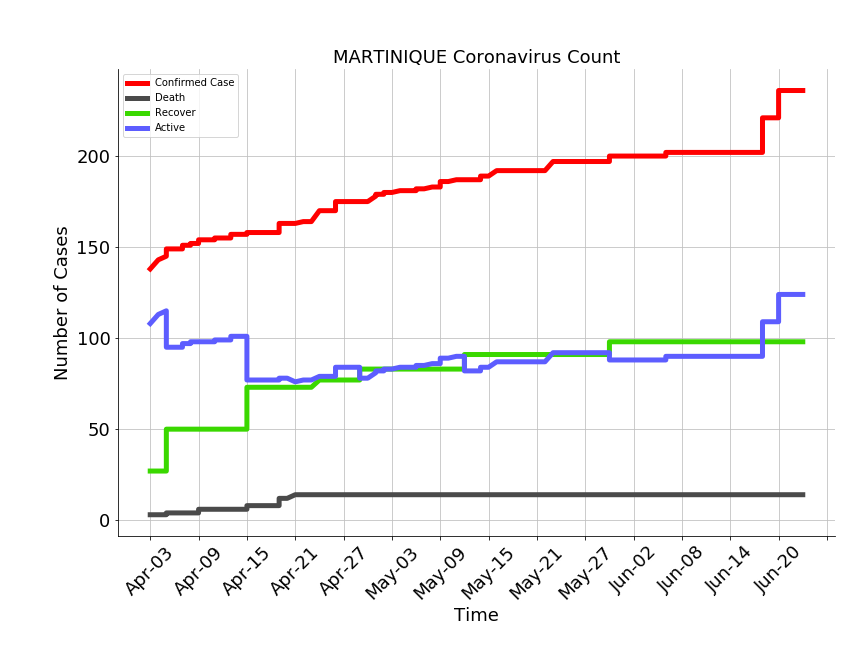 MARTINIQUE Coronavirus Count
Confirmed Case
Death
Recover
Active
Number of Cases
200
150
100
50
0
Apr-03
Apr-09
Apr-15
Apr-21
Apr-27
May-03
May-09
May-15
May-21
May-27
Jun-02
Jun-08
Jun-14
Jun-20
Time